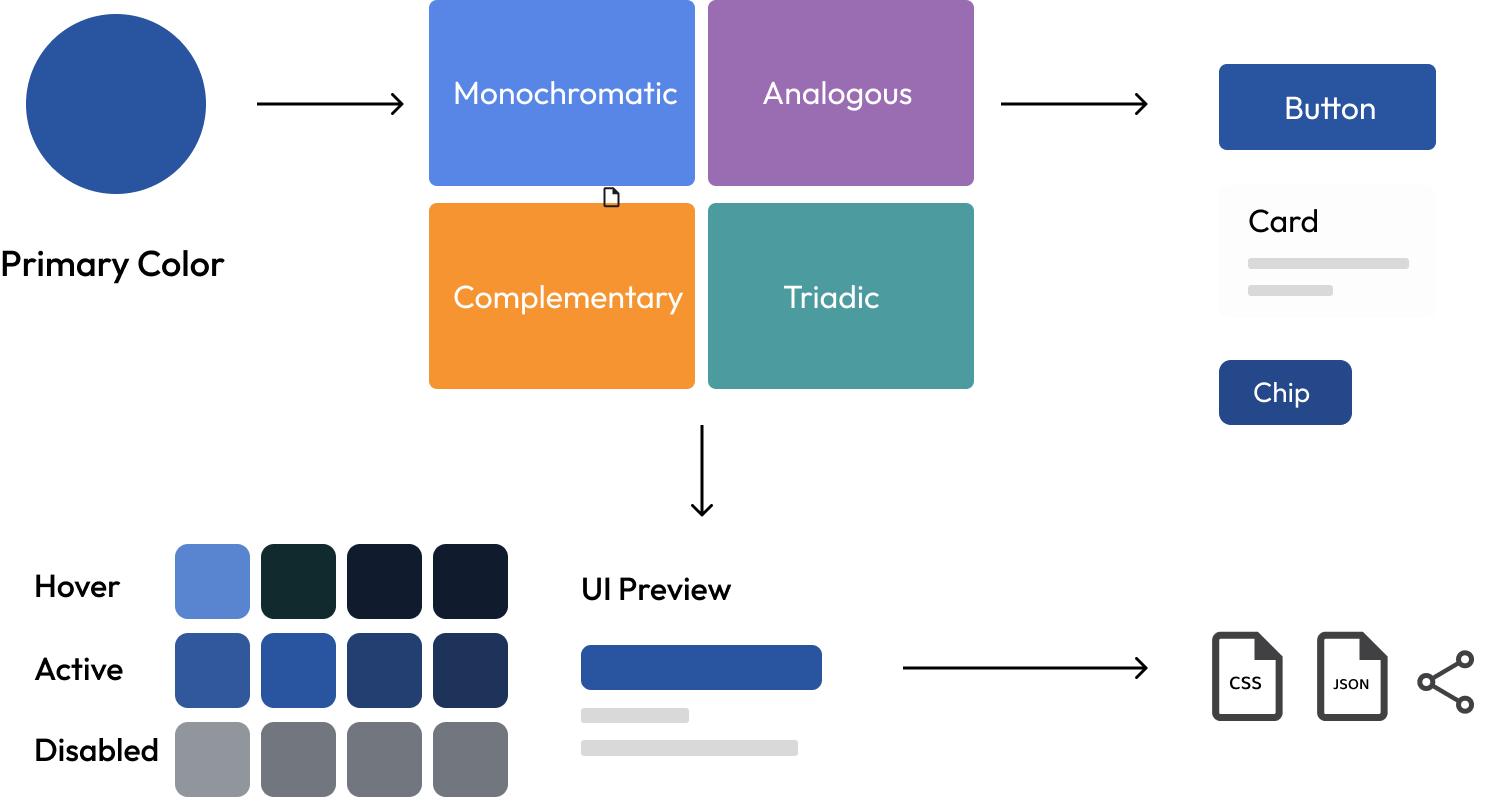 Primary Color
Monochromatic
Analogous
Complementary
Triadic
Button
Card
Chip
Hover
Active
Disabled
UI Preview
CSS
JSON